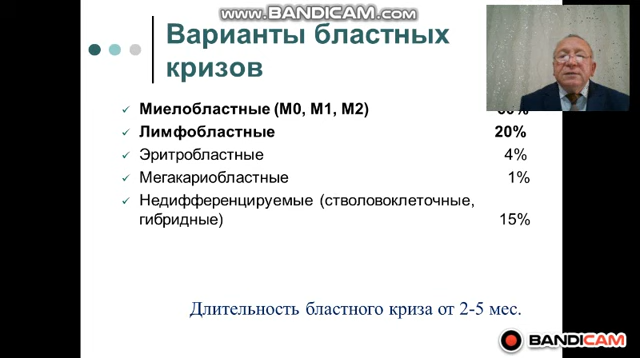 www.BANDICAM.com
Варианты бластных
кризов
Миелобластные (М0, М1, М2)
Лимфобластные 20%
Эритробластные 4%
Мегакариобластные 1%
Недифференцируемые (стволовоклеточные,
гибридные) 15%
Длительность бластного криза от 2-5 мес.
BANDICAM